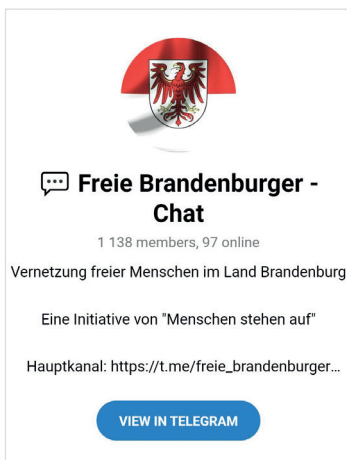 Freie Brandenburger -
Chat
1 138 members, 97 online
Vernetzung freier Menschen im Land Brandenburg
Eine Initiative von "Menschen stehen auf"
Hauptkanal: https://t.me/freie_brandenburger…
VIEW IN TELEGRAM